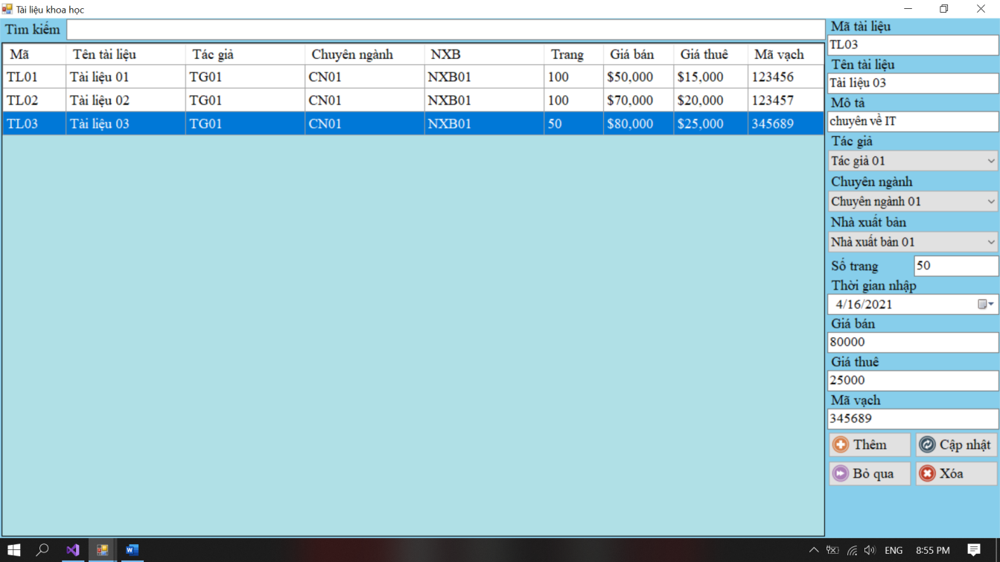 Tài liệu khoa học
Tìm kiếm
Mã Tên tài liệu Tác giả Chuyên ngành NXB Trang Giá bán Giá thuê Mã vạch
TL01 Tài liệu 01 TG01 CN01 NXB01 100 $50,000 $15,000 123456
TL02 Tài liệu 02 TG01 CN01 NXB01 100 $70,000 $20,000 123457
TL03 Tài liệu 03 TG01 CN01 NXB01 50 $80,000 $25,000 345689
Mã tài liệu
TL03
Tên tài liệu
Tài liệu 03
Mô tả
chuyên về IT
Tác giả
Tác giả 01
Chuyên ngành
Chuyên ngành 01
Nhà xuất bản
Nhà xuất bản 01
Số trang 50
Thời gian nhập
4/16/2021
Giá bán
80000
Giá thuê
25000
Mã vạch
345689
Thêm Cập nhật
Bỏ qua Xóa
ENG 8:55 PM